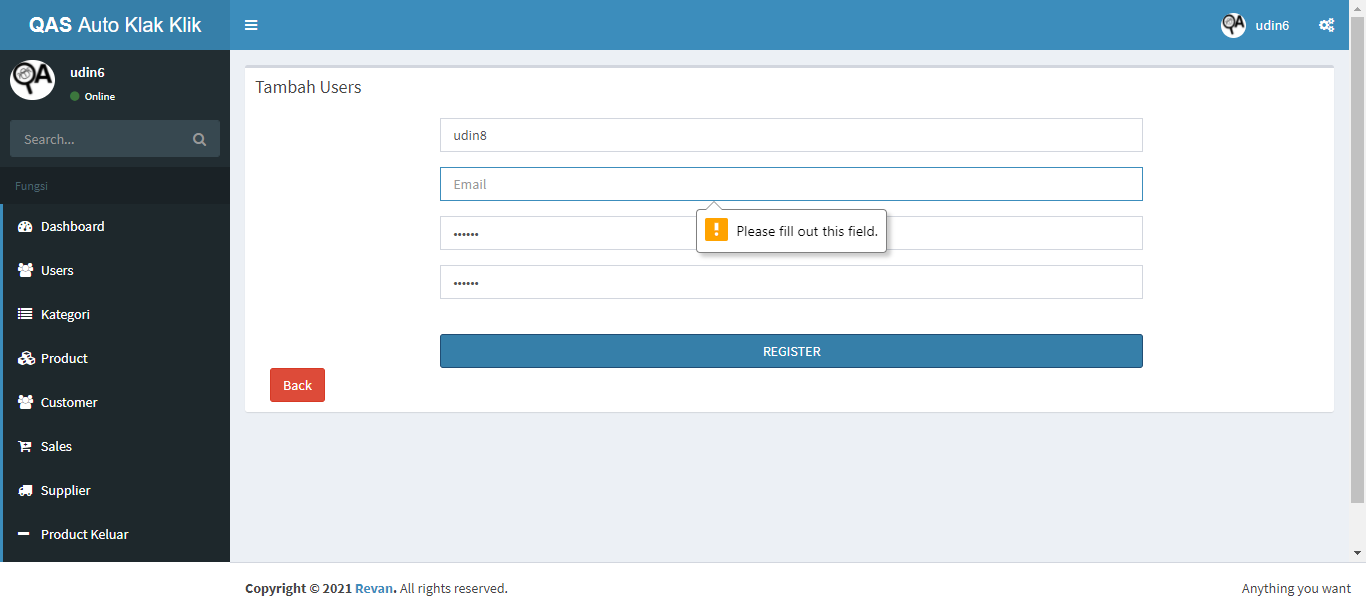 QAS Auto Klak Klik
udin6
udin6
Online
Search...
Fungsi
Dashboard
Users
Kategori
Product
Customer
Sales
Supplier
Product Keluar
Tambah Users
udin8
Email
Please fill out this field.
••••••
••••••
REGISTER
Back
Copyright © 2021 Revan. All rights reserved.
Anything you want